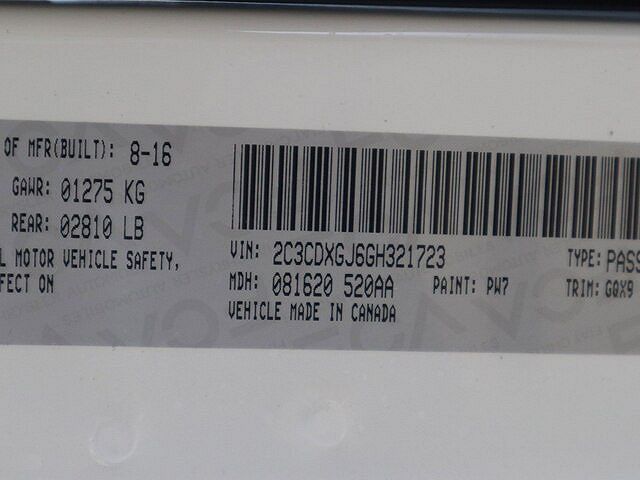 OF MFR(BUILT): 8-16
GAWR: 01275 KG
REAR: 02810 LB
L MOTOR VEHICLE SAFETY,
FECT ON
VIN: 2C3CDXGJ6GH321723
TYPE: PASS
MDH: 081620 520AA PAINT: PW7 TRIM: GQX9
VEHICLE MADE IN CANADA